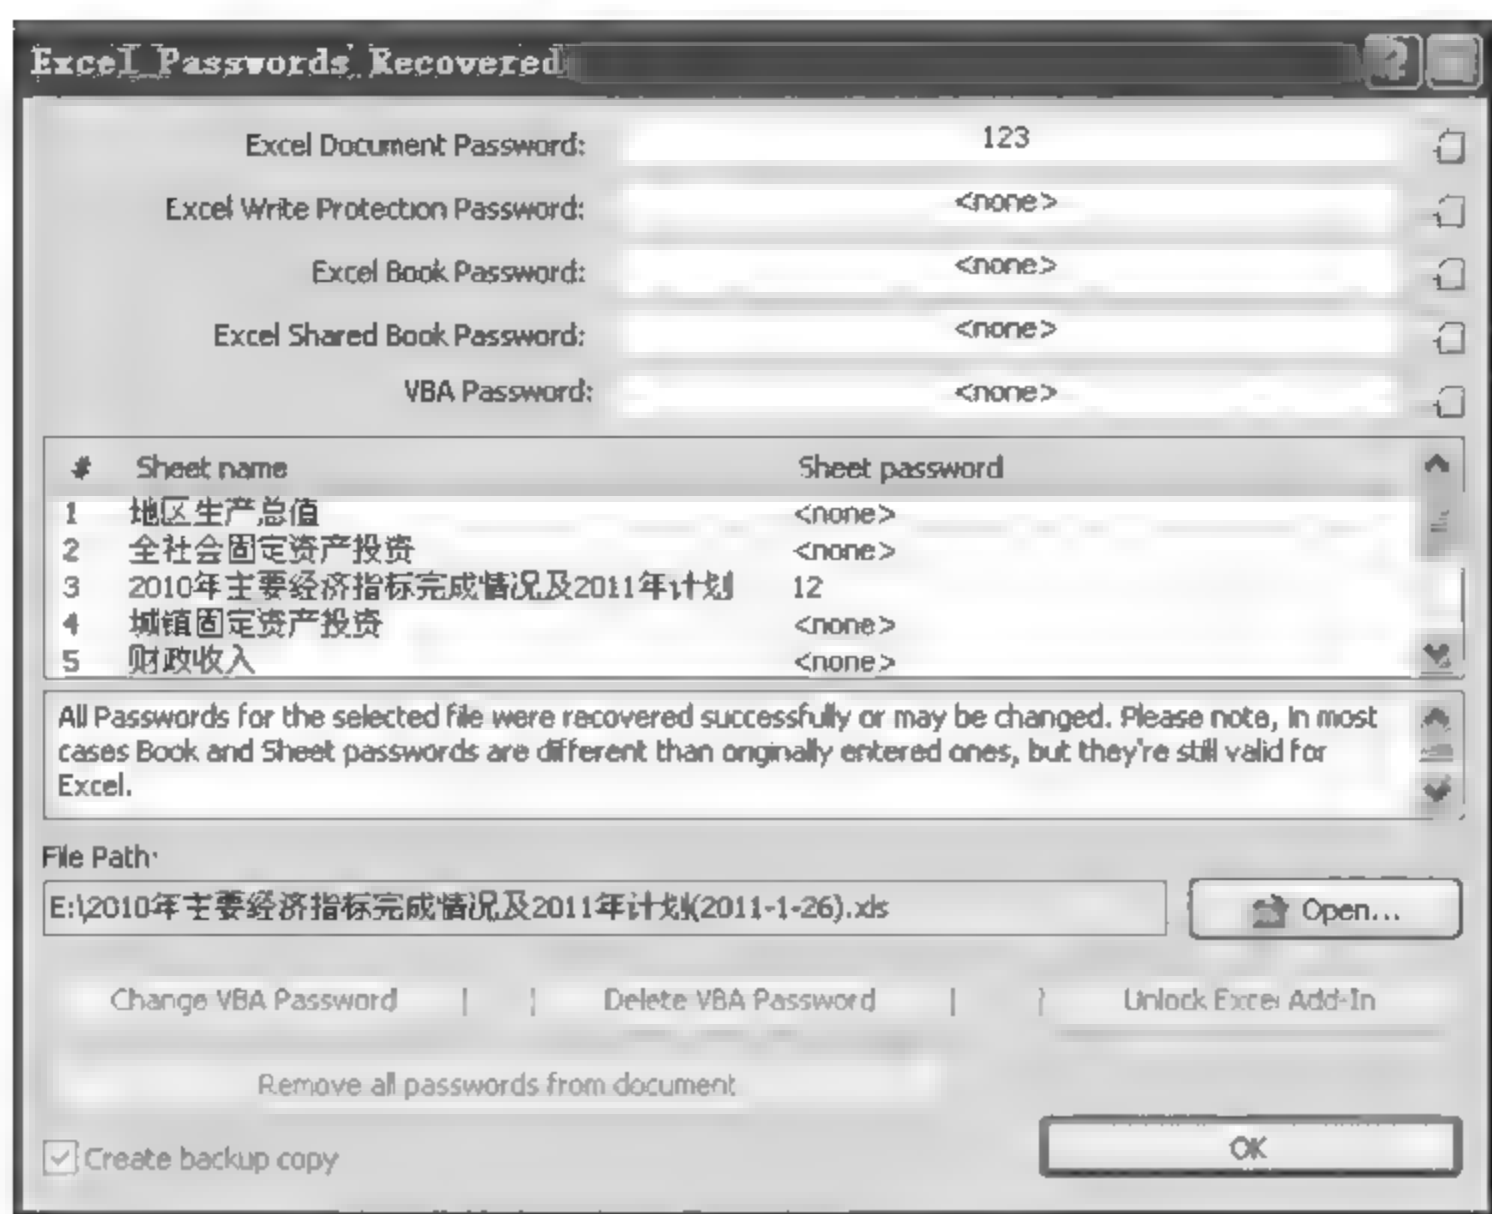 Excel Passwords Recovered
Excel Document Password: 123
Excel Write Protection Password: <none>
Excel Book Password: <none>
Excel Shared Book Password: <none>
VBA Password: <none>
# Sheet name Sheet password
1 地区生产总值 <none>
2 全社会固定资产投资 <none>
3 2010年主要经济指标完成情况及2011年计划 12
4 城镇固定资产投资 <none>
5 财政收入 <none>
All Passwords for the selected file were recovered successfully or may be changed. Please note, in most
cases Book and Sheet passwords are different than originally entered ones, but they're still valid for
Excel.
File Path:
E:\2010年主要经济指标完成情况及2011年计划(2011-1-26).xls Open...
Change VBA Password Delete VBA Password Unlock Excel Add-In
Remove all passwords from document
Create backup copy OK